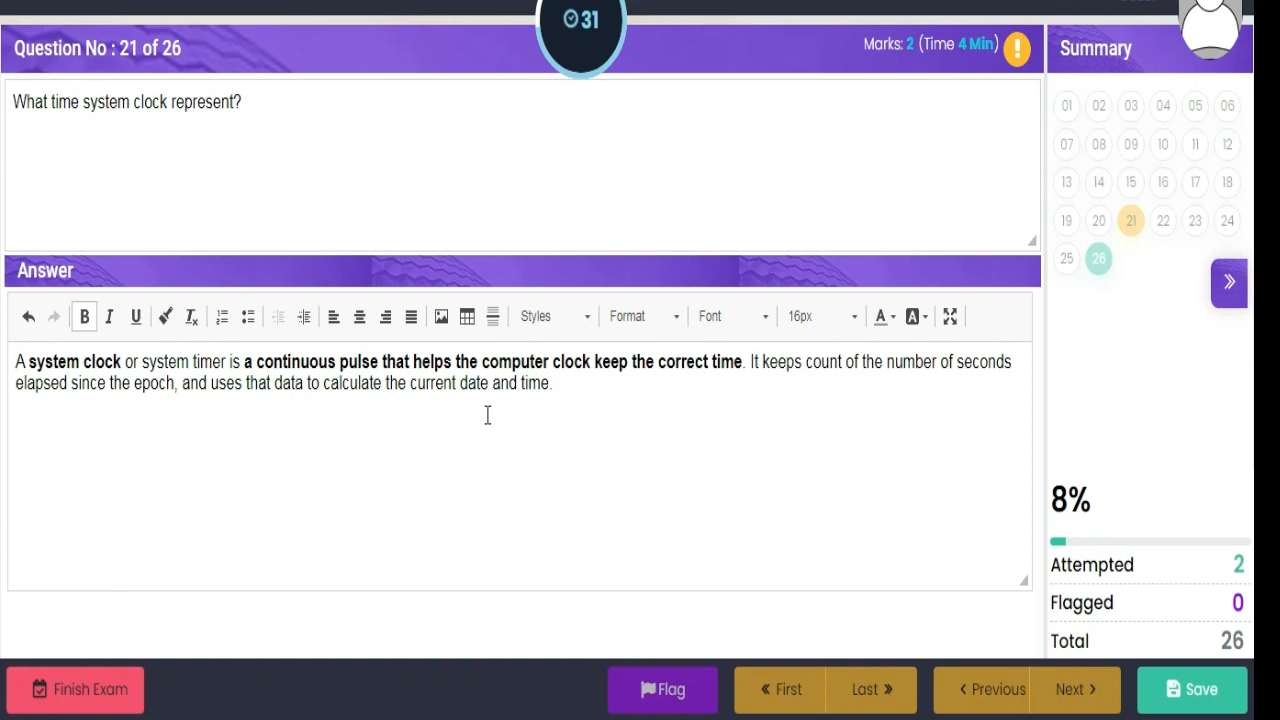 31
Question No : 21 of 26
Marks: 2 (Time 4 Min)
Summary
What time system clock represent?
01 02 03 04 05 06
07 08 09 10 11 12
13 14 15 16 17 18
19 20 21 22 23 24
25 26
Answer
Styles Format Font 16px
A system clock or system timer is a continuous pulse that helps the computer clock keep the correct time. It keeps count of the number of seconds
elapsed since the epoch, and uses that data to calculate the current date and time.
8%
Attempted 2
Flagged 0
Total 26
Finish Exam Flag « First Last » < Previous Next > Save